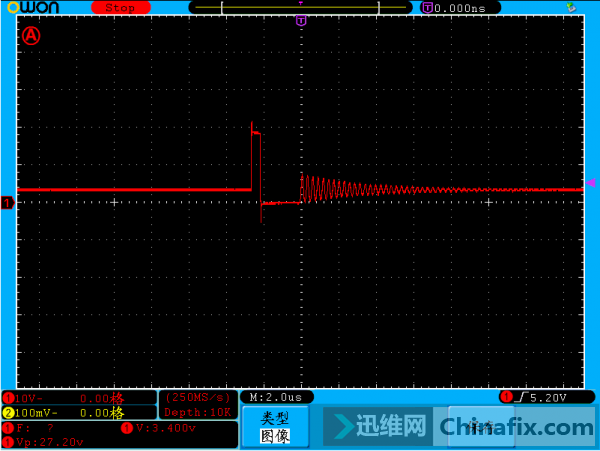 OWON Stop T 0.000ns
A
1
1 10V- 0.00格 (250MS/s) M:2.0us 1 5.20V
2 100mV- 0.00格 Depth:10K
1 F: ? 1 V:3.400v
1 Vp:27.20v
类型
图像
迅维网 Chinafix.com